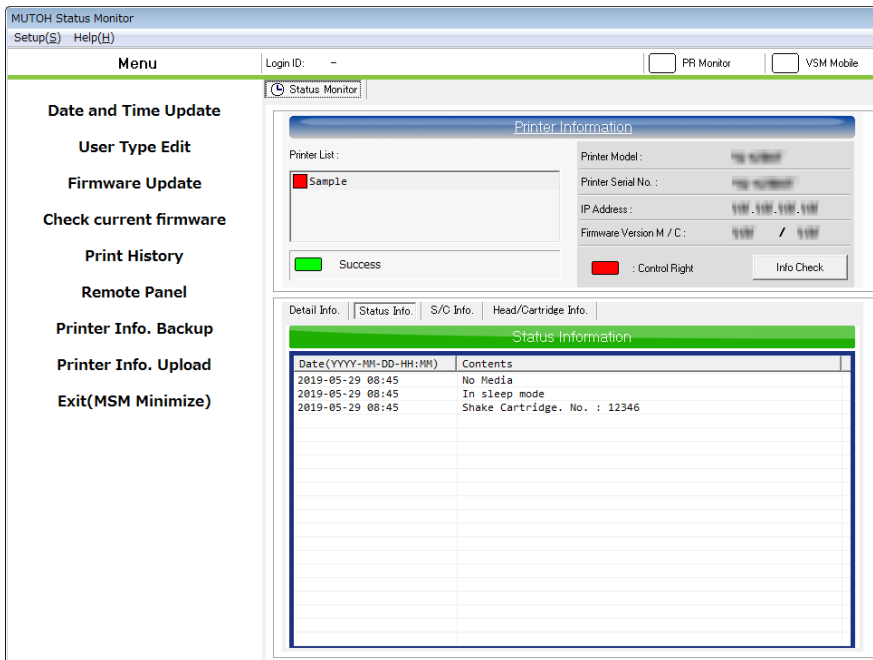 MUTOH Status Monitor
Setup(S) Help(H)
Menu
Login ID: -
PR Monitor
VSM Mobile
Status Monitor
Date and Time Update
User Type Edit
Firmware Update
Check current firmware
Print History
Remote Panel
Printer Info. Backup
Printer Info. Upload
Exit(MSM Minimize)
Printer Information
Printer List :
Sample
Success
Printer Model :
Printer Serial No. :
IP Address :
Firmware Version M / C : /
: Control Right
Info Check
Detail Info. Status Info. S/C Info. Head/Cartridge Info.
Status Information
Date(YYYY-MM-DD-HH:MM) Contents
2019-05-29 08:45 No Media
2019-05-29 08:45 In sleep mode
2019-05-29 08:45 Shake Cartridge. No. : 12346